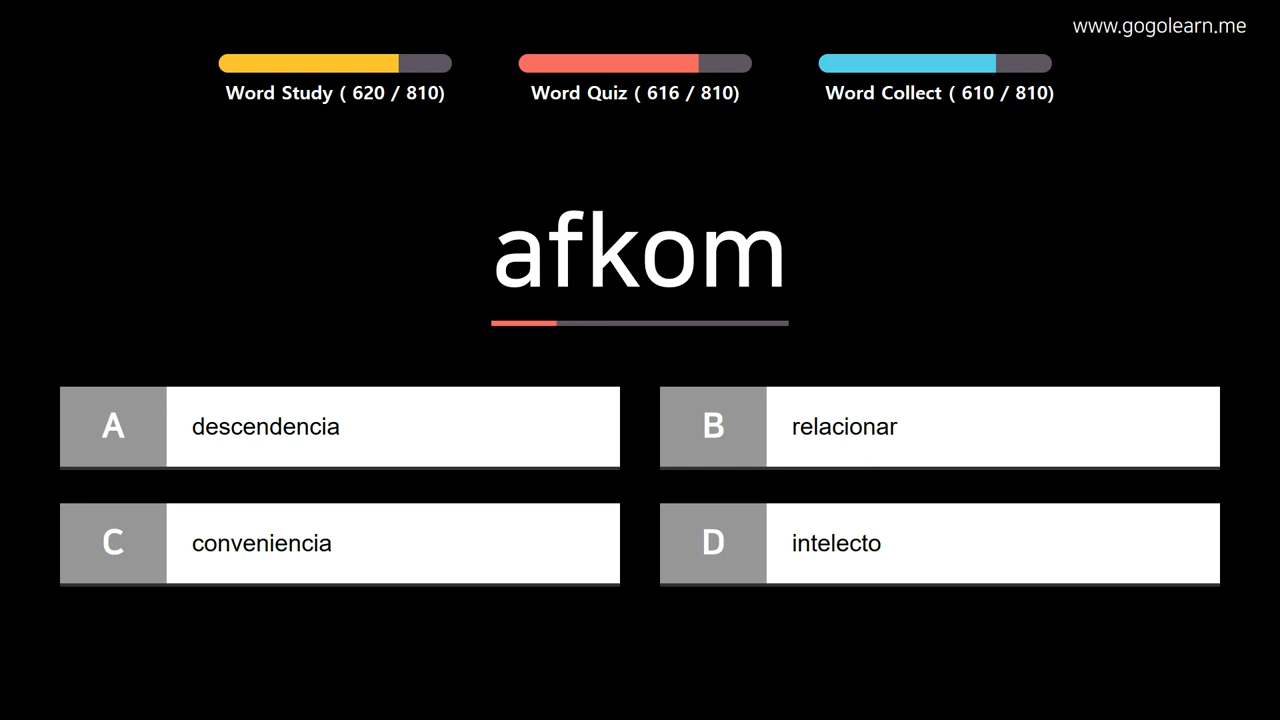 www.gogolearn.me
Word Study ( 620 / 810)
Word Quiz ( 616 / 810)
Word Collect ( 610 / 810)
afkom
A descendencia
B relacionar
C conveniencia
D intelecto